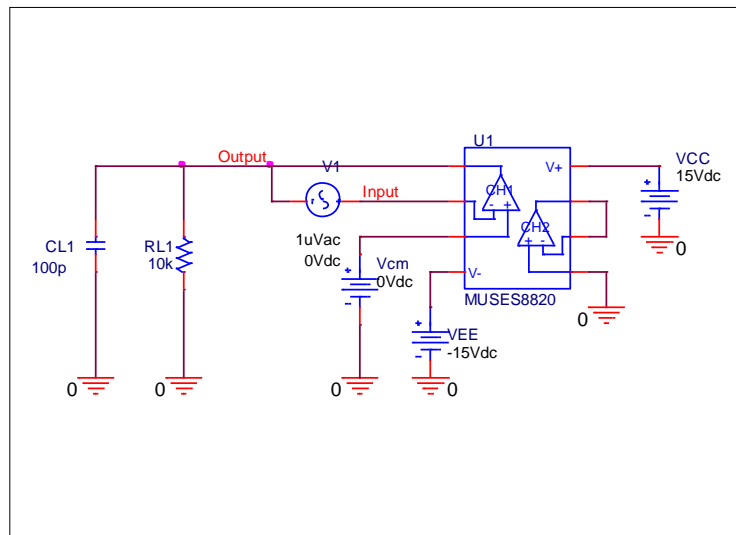 U1
Output
V1
V+
VCC
15Vdc
Input
CH1
- +
CH2
+ -
CL1
100p
RL1
10k
1uVac
0Vdc
Vcm
0Vdc
V-
MUSES8820
VEE
-15Vdc
0
0
0
0
0
0